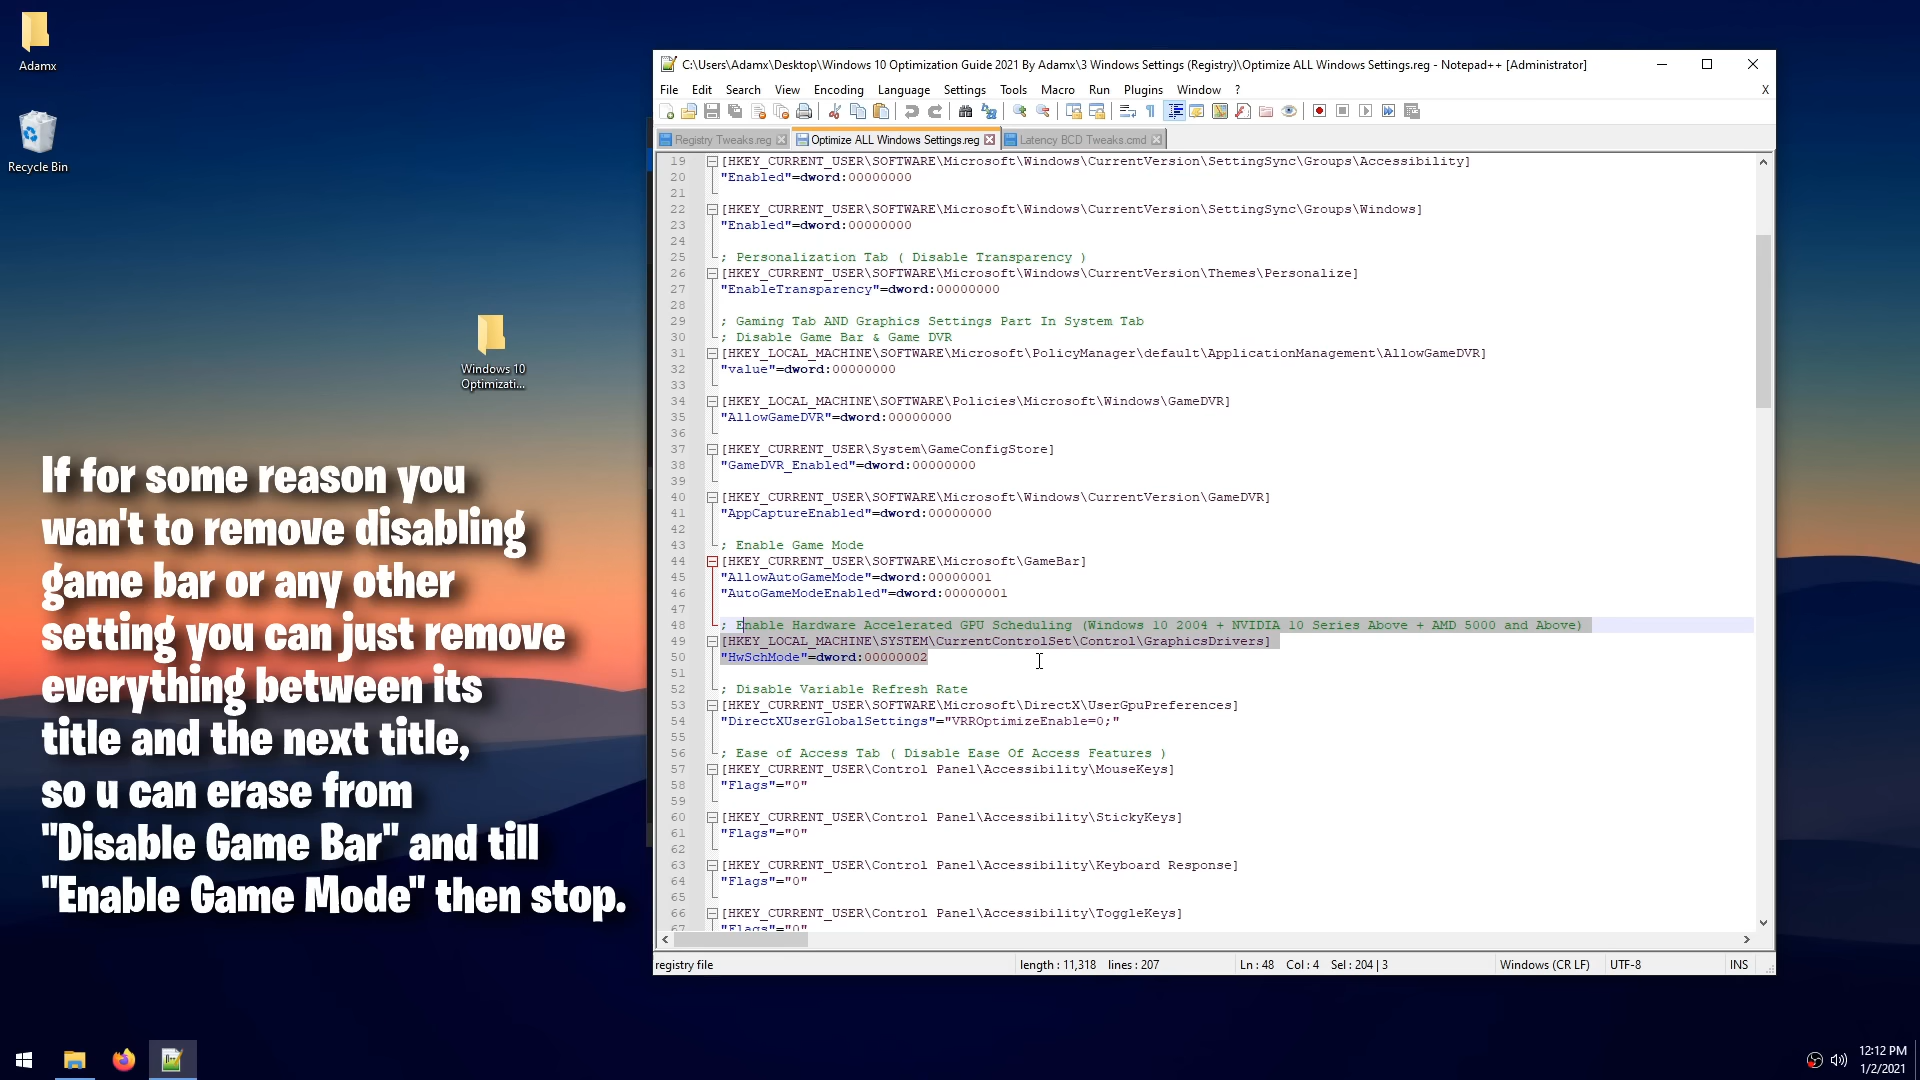 Adamx
Recycle Bin
Windows 10
Optimizati...
If for some reason you
wan't to remove disabling
game bar or any other
setting you can just remove
everything between its
title and the next title,
so u can erase from
"Disable Game Bar" and till
"Enable Game Mode" then stop.
C:\Users\Adamx\Desktop\Windows 10 Optimization Guide 2021 By Adamx\3 Windows Settings (Registry)\Optimize ALL Windows Settings.reg - Notepad++ [Administrator]
File Edit Search View Encoding Language Settings Tools Macro Run Plugins Window ? X
Registry Tweaks.reg Optimize ALL Windows Settings.reg Latency BCD Tweaks.cmd
19 [HKEY_CURRENT_USER\SOFTWARE\Microsoft\Windows\CurrentVersion\SettingSync\Groups\Accessibility]
20 "Enabled"=dword:00000000
21
22 [HKEY_CURRENT_USER\SOFTWARE\Microsoft\Windows\CurrentVersion\SettingSync\Groups\Windows]
23 "Enabled"=dword:00000000
24
25 ; Personalization Tab ( Disable Transparency )
26 [HKEY_CURRENT_USER\SOFTWARE\Microsoft\Windows\CurrentVersion\Themes\Personalize]
27 "EnableTransparency"=dword:00000000
28
29 ; Gaming Tab AND Graphics Settings Part In System Tab
30 ; Disable Game Bar & Game DVR
31 [HKEY_LOCAL_MACHINE\SOFTWARE\Microsoft\PolicyManager\default\ApplicationManagement\AllowGameDVR]
32 "value"=dword:00000000
33
34 [HKEY_LOCAL_MACHINE\SOFTWARE\Policies\Microsoft\Windows\GameDVR]
35 "AllowGameDVR"=dword:00000000
36
37 [HKEY_CURRENT_USER\System\GameConfigStore]
38 "GameDVR_Enabled"=dword:00000000
39
40 [HKEY_CURRENT_USER\SOFTWARE\Microsoft\Windows\CurrentVersion\GameDVR]
41 "AppCaptureEnabled"=dword:00000000
42
43 ; Enable Game Mode
44 [HKEY_CURRENT_USER\SOFTWARE\Microsoft\GameBar]
45 "AllowAutoGameMode"=dword:00000001
46 "AutoGameModeEnabled"=dword:00000001
47
48 ; Enable Hardware Accelerated GPU Scheduling (Windows 10 2004 + NVIDIA 10 Series Above + AMD 5000 and Above)
49 [HKEY_LOCAL_MACHINE\SYSTEM\CurrentControlSet\Control\GraphicsDrivers]
50 "HwSchMode"=dword:00000002
51
52 ; Disable Variable Refresh Rate
53 [HKEY_CURRENT_USER\SOFTWARE\Microsoft\DirectX\UserGpuPreferences]
54 "DirectXUserGlobalSettings"="VRROptimizeEnable=0;"
55
56 ; Ease of Access Tab ( Disable Ease Of Access Features )
57 [HKEY_CURRENT_USER\Control Panel\Accessibility\MouseKeys]
58 "Flags"="0"
59
60 [HKEY_CURRENT_USER\Control Panel\Accessibility\StickyKeys]
61 "Flags"="0"
62
63 [HKEY_CURRENT_USER\Control Panel\Accessibility\Keyboard Response]
64 "Flags"="0"
65
66 [HKEY_CURRENT_USER\Control Panel\Accessibility\ToggleKeys]
67 "Flags"="0"
registry file length : 11,318 lines : 207 Ln : 48 Col : 4 Sel : 204 | 3 Windows (CR LF) UTF-8 INS
12:12 PM
1/2/2021